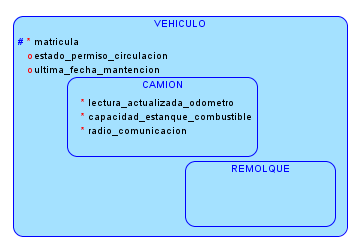 VEHICULO
# * matricula
o estado_permiso_circulacion
o ultima_fecha_mantencion
CAMION
* lectura_actualizada_odometro
* capacidad_estanque_combustible
* radio_comunicacion
REMOLQUE